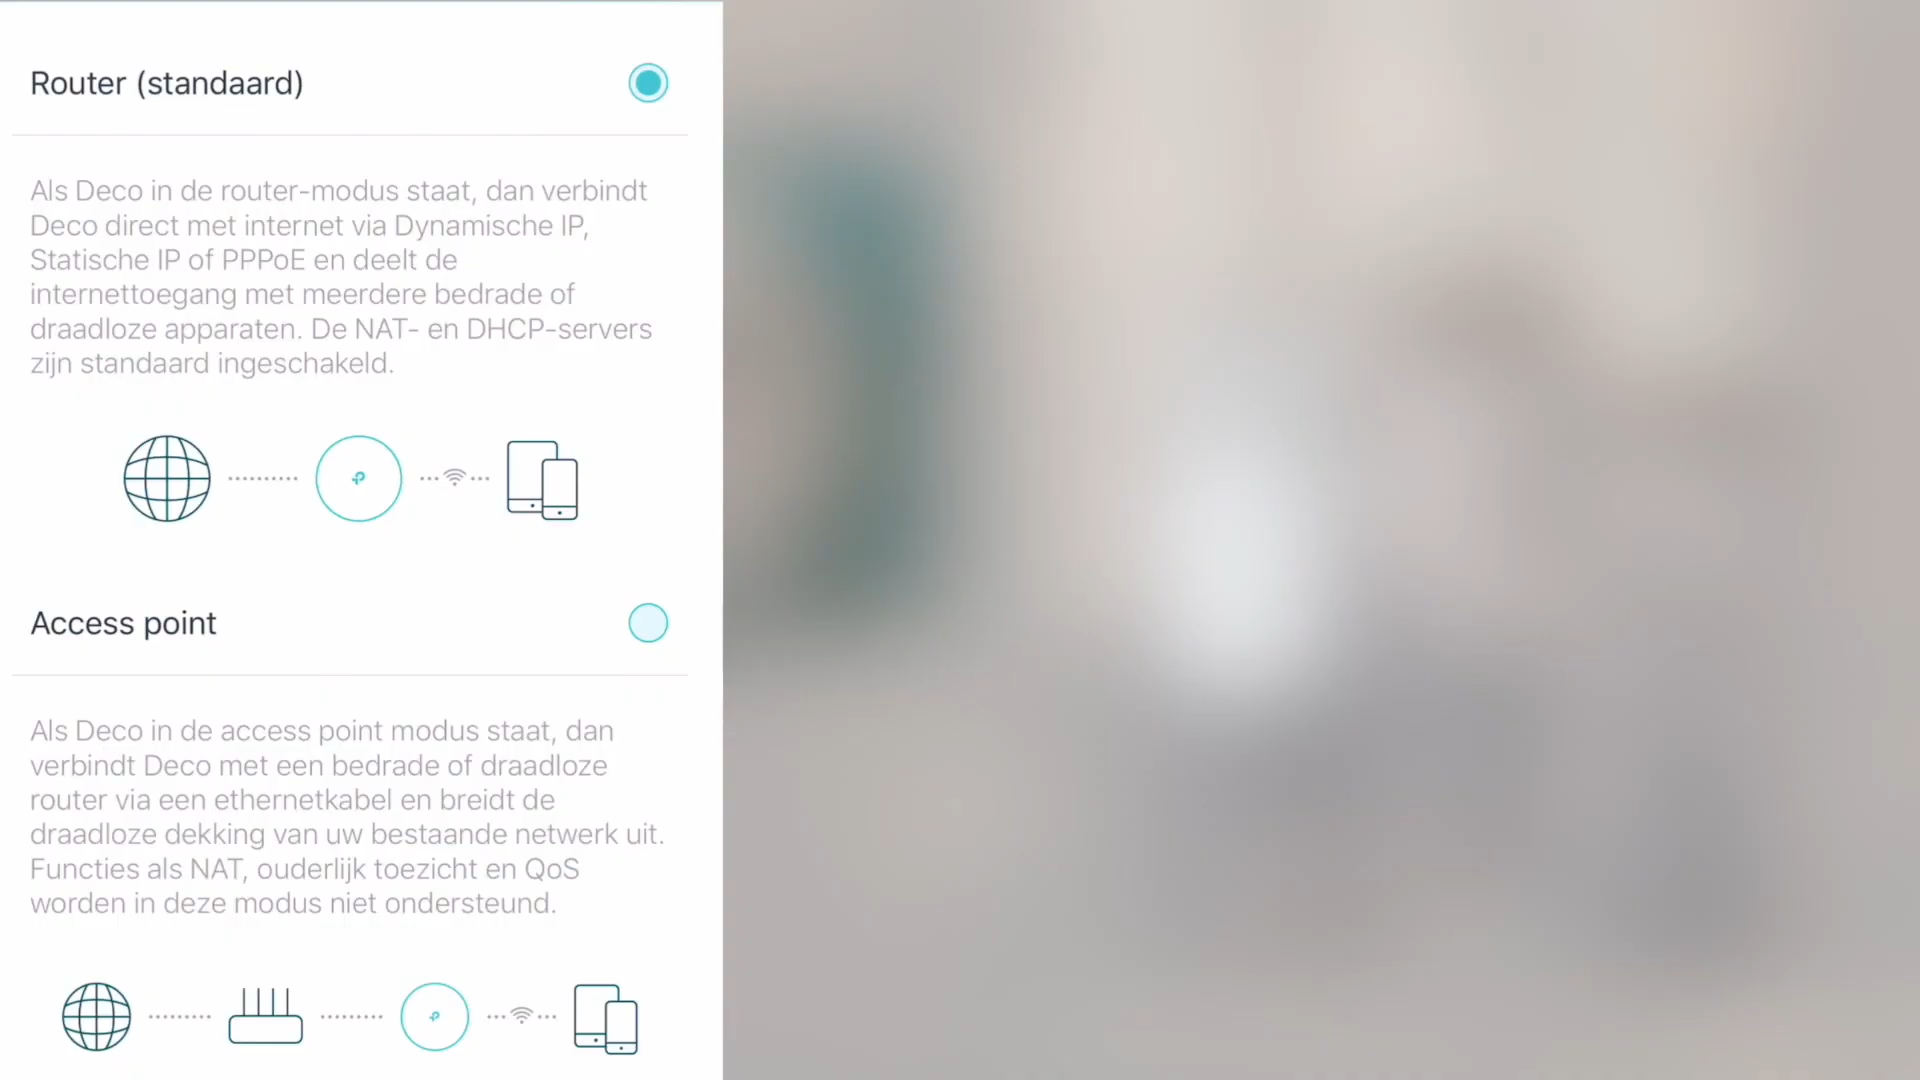 Router (standaard)
Als Deco in de router-modus staat, dan verbindt
Deco direct met internet via Dynamische IP,
Statische IP of PPPoE en deelt de
internettoegang met meerdere bedrade of
draadloze apparaten. De NAT- en DHCP-servers
zijn standaard ingeschakeld.
Access point
Als Deco in de access point modus staat, dan
verbindt Deco met een bedrade of draadloze
router via een ethernetkabel en breidt de
draadloze dekking van uw bestaande netwerk uit.
Functies als NAT, ouderlijk toezicht en QoS
worden in deze modus niet ondersteund.